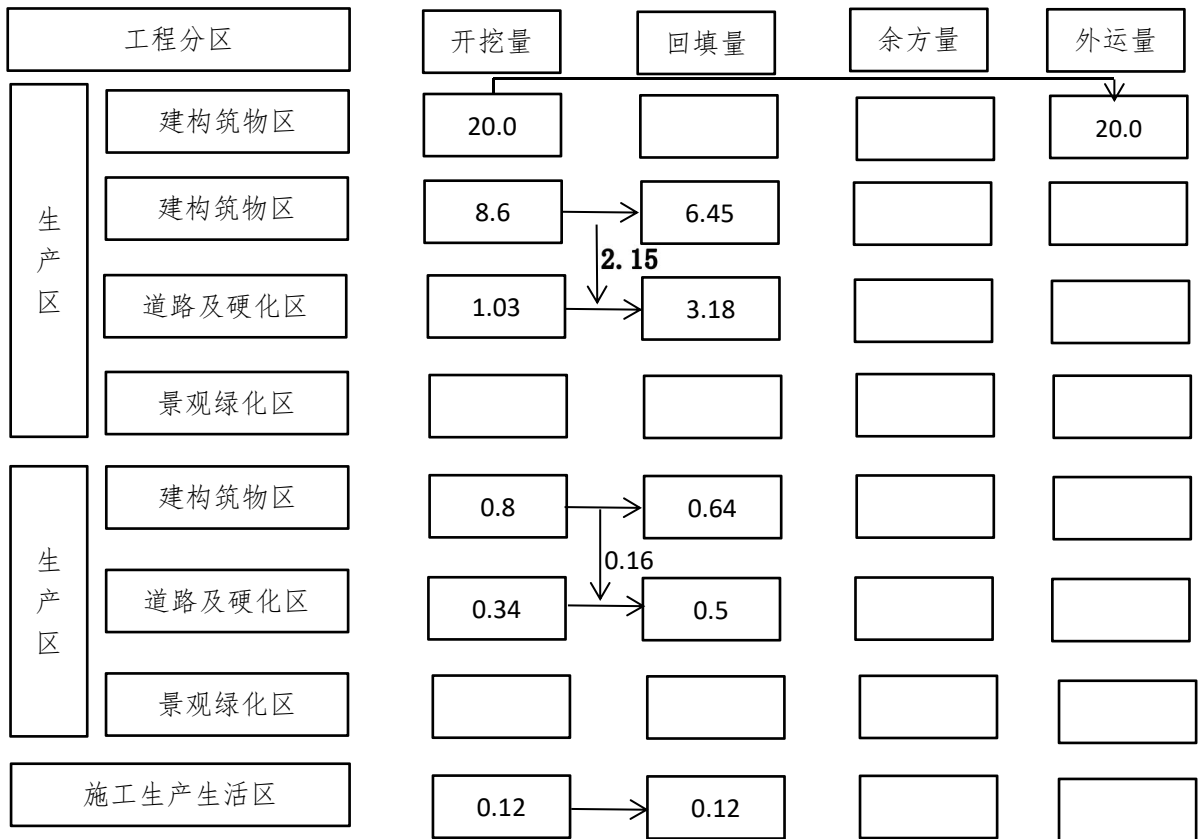 工程分区 开挖量 回填量 余方量 外运量
生产区
建构筑物区 20.0 20.0
建构筑物区 8.6 6.45
2.15
道路及硬化区 1.03 3.18
景观绿化区
生产区
建构筑物区 0.8 0.64
0.16
道路及硬化区 0.34 0.5
景观绿化区
施工生产生活区 0.12 0.12